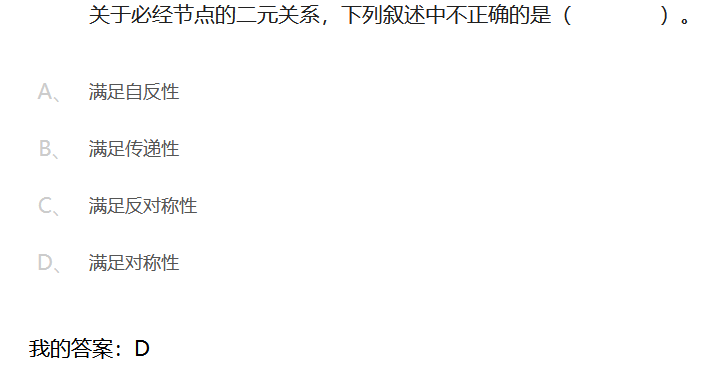 关于必经节点的二元关系，下列叙述中不正确的是（　　　）。
A、 满足自反性
B、 满足传递性
C、 满足反对称性
D、 满足对称性
我的答案：D